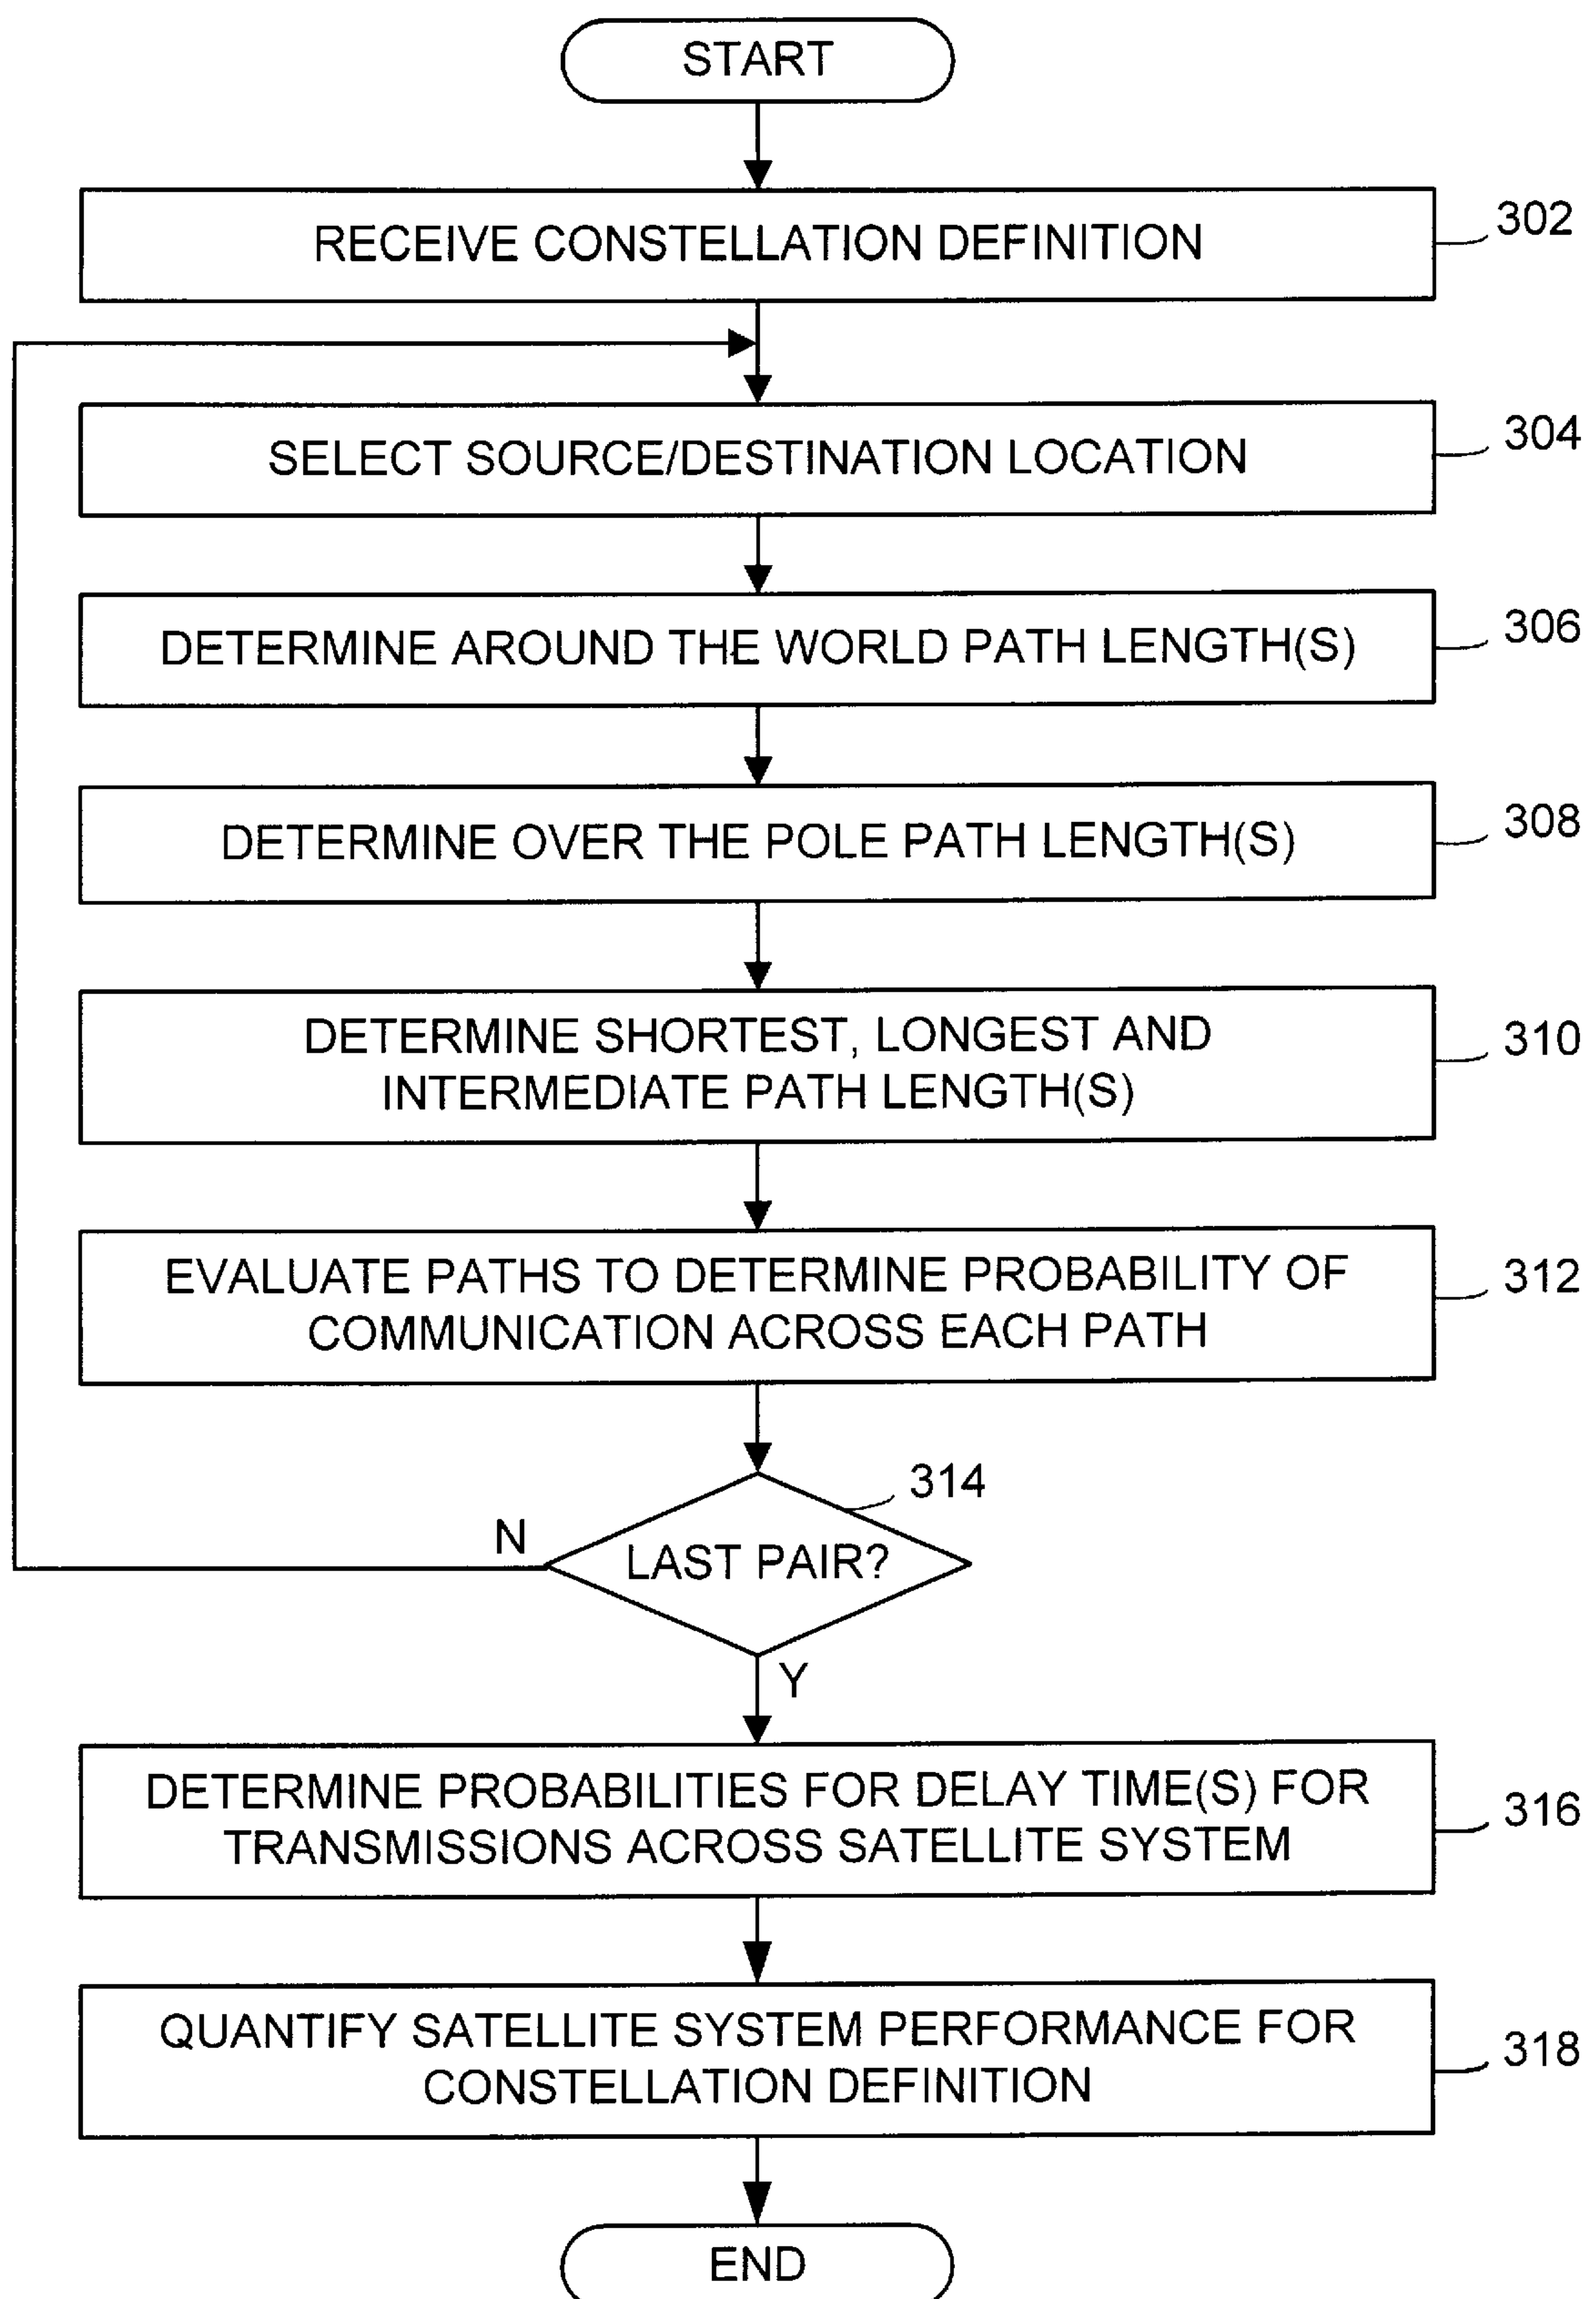 START
RECEIVE CONSTELLATION DEFINITION
302
SELECT SOURCE/DESTINATION LOCATION
304
DETERMINE AROUND THE WORLD PATH LENGTH(S)
306
DETERMINE OVER THE POLE PATH LENGTH(S)
308
DETERMINE SHORTEST, LONGEST AND
INTERMEDIATE PATH LENGTH(S)
310
EVALUATE PATHS TO DETERMINE PROBABILITY OF
COMMUNICATION ACROSS EACH PATH
312
314
N
LAST PAIR?
Y
DETERMINE PROBABILITIES FOR DELAY TIME(S) FOR
TRANSMISSIONS ACROSS SATELLITE SYSTEM
316
QUANTIFY SATELLITE SYSTEM PERFORMANCE FOR
CONSTELLATION DEFINITION
318
END